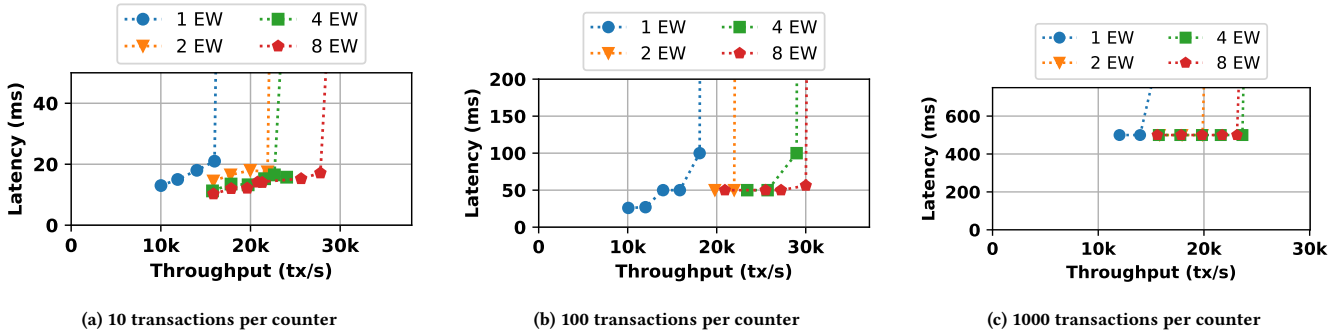 1 EW
4 EW
2 EW
8 EW
Latency (ms)
40
20
0
0
10k
20k
30k
Throughput (tx/s)
(a) 10 transactions per counter
1 EW
4 EW
2 EW
8 EW
Latency (ms)
200
150
100
50
0
0
10k
20k
30k
Throughput (tx/s)
(b) 100 transactions per counter
1 EW
4 EW
2 EW
8 EW
Latency (ms)
600
400
200
0
0
10k
20k
30k
Throughput (tx/s)
(c) 1000 transactions per counter